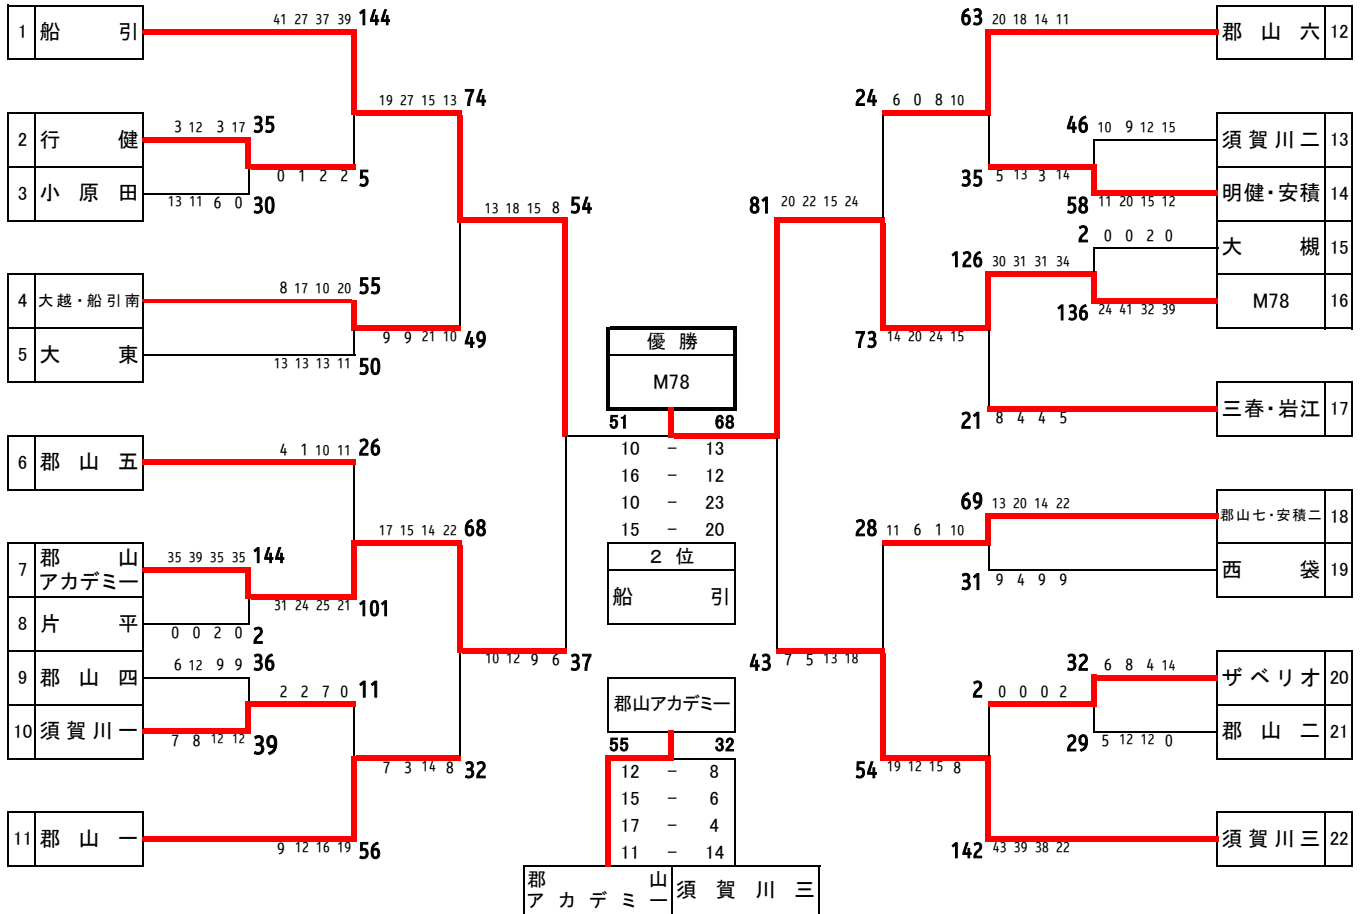 1 船引 41 27 37 39 144
19 27 15 13 74
2 行健 3 12 3 17 35
0 1 2 2 5
3 小原田 13 11 6 0 30
13 18 15 8 54
4 大越・船引南 8 17 10 20 55
9 9 21 10 49
5 大東 13 13 13 11 50
6 郡山五 4 1 10 11 26
17 15 14 22 68
7 郡山アカデミー 35 39 35 35 144
31 24 25 21 101
8 片平 0 0 2 0 2
10 12 9 6 37
9 郡山四 6 12 9 9 36
2 2 7 0 11
10 須賀川一 7 8 12 12 39
7 3 14 8 32
11 郡山一 9 12 16 19 56
優勝
M78
51 68
10 － 13
16 － 12
10 － 23
15 － 20
2位
船引
郡山アカデミー
55 32
12 － 8
15 － 6
17 － 4
11 － 14
郡山アカデミー 須賀川三
63 20 18 14 11 郡山六 12
24 6 0 8 10
46 10 9 12 15 須賀川二 13
35 5 13 3 14
58 11 20 15 12 明健・安積 14
81 20 22 15 24
2 0 0 2 0 大槻 15
126 30 31 31 34
136 24 41 32 39 M78 16
73 14 20 24 15
21 8 4 4 5 三春・岩江 17
69 13 20 14 22 郡山七・安積二 18
28 11 6 1 10
31 9 4 9 9 西袋 19
43 7 5 13 18
32 6 8 4 14 ザベリオ 20
2 0 0 0 2
29 5 12 12 0 郡山二 21
54 19 12 15 8
142 43 39 38 22 須賀川三 22